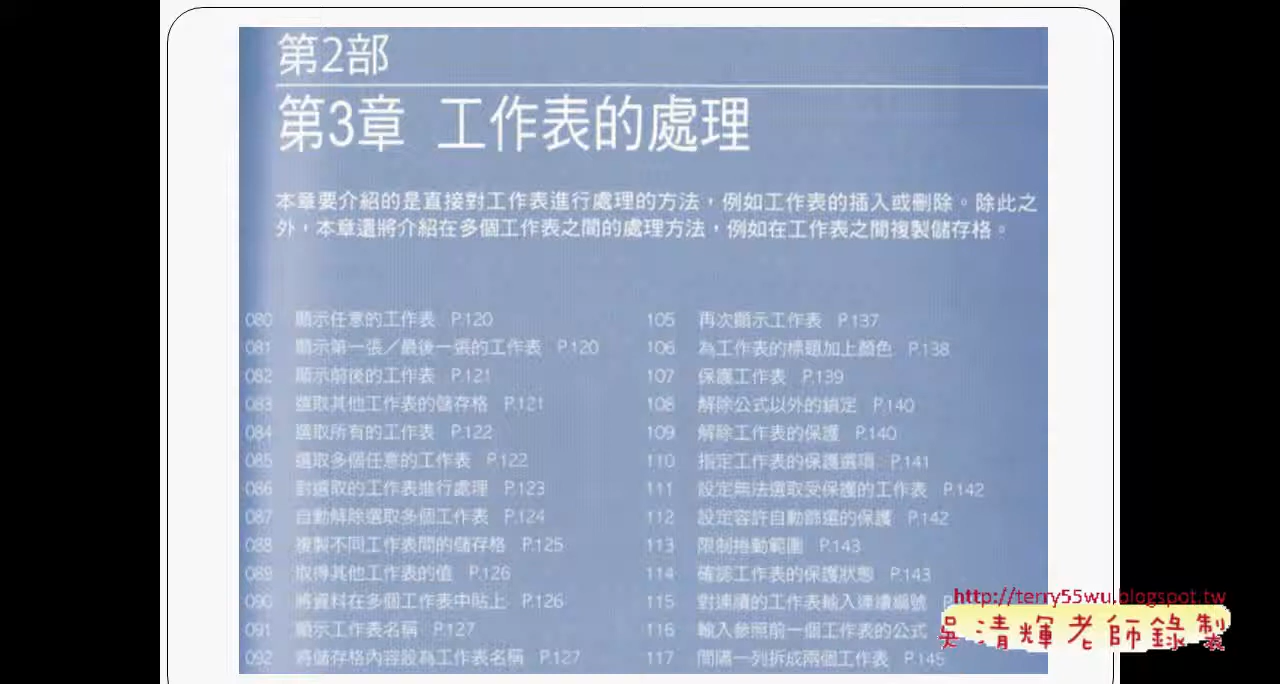 第2部
第3章 工作表的處理
本章要介紹的是直接對工作表進行處理的方法，例如工作表的插入或刪除。除此之
外，本章還將介紹在多個工作表之間的處理方法，例如在工作表之間複製儲存格。
080 顯示任意的工作表 P.120
081 顯示第一張／最後一張的工作表 P.120
082 顯示前後的工作表 P.121
083 選取其他工作表的儲存格 P.121
084 選取所有的工作表 P.122
085 選取多個任意的工作表 P.122
086 對選取的工作表進行處理 P.123
087 自動解除選取多個工作表 P.124
088 複製不同工作表間的儲存格 P.125
089 取得其他工作表的值 P.126
090 將資料在多個工作表中貼上 P.126
091 顯示工作表名稱 P.127
092 將儲存格內容設為工作表名稱 P.127
105 再次顯示工作表 P.137
106 為工作表的標題加上顏色 P.138
107 保護工作表 P.139
108 解除公式以外的鎖定 P.140
109 解除工作表的保護 P.140
110 指定工作表的保護選項 P.141
111 設定無法選取受保護的工作表 P.142
112 設定容許自動篩選的保護 P.142
113 限制捲動範圍 P.143
114 確認工作表的保護狀態 P.143
115 對連續的工作表輸入連續編號
116 輸入參照前一個工作表的公式
117 間隔一列拆成兩個工作表 P.145
http://terry55wu.blogspot.tw
吳清輝老師錄製